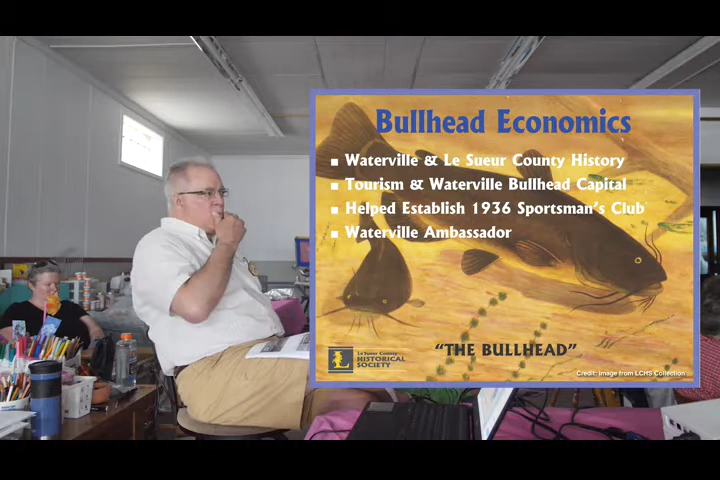 Bullhead Economics
Waterville & Le Sueur County History
Tourism & Waterville Bullhead Capital
Helped Establish 1936 Sportsman's Club
Waterville Ambassador
"THE BULLHEAD"
Le Sueur County
HISTORICAL
SOCIETY
Credit: image from LCHS Collection